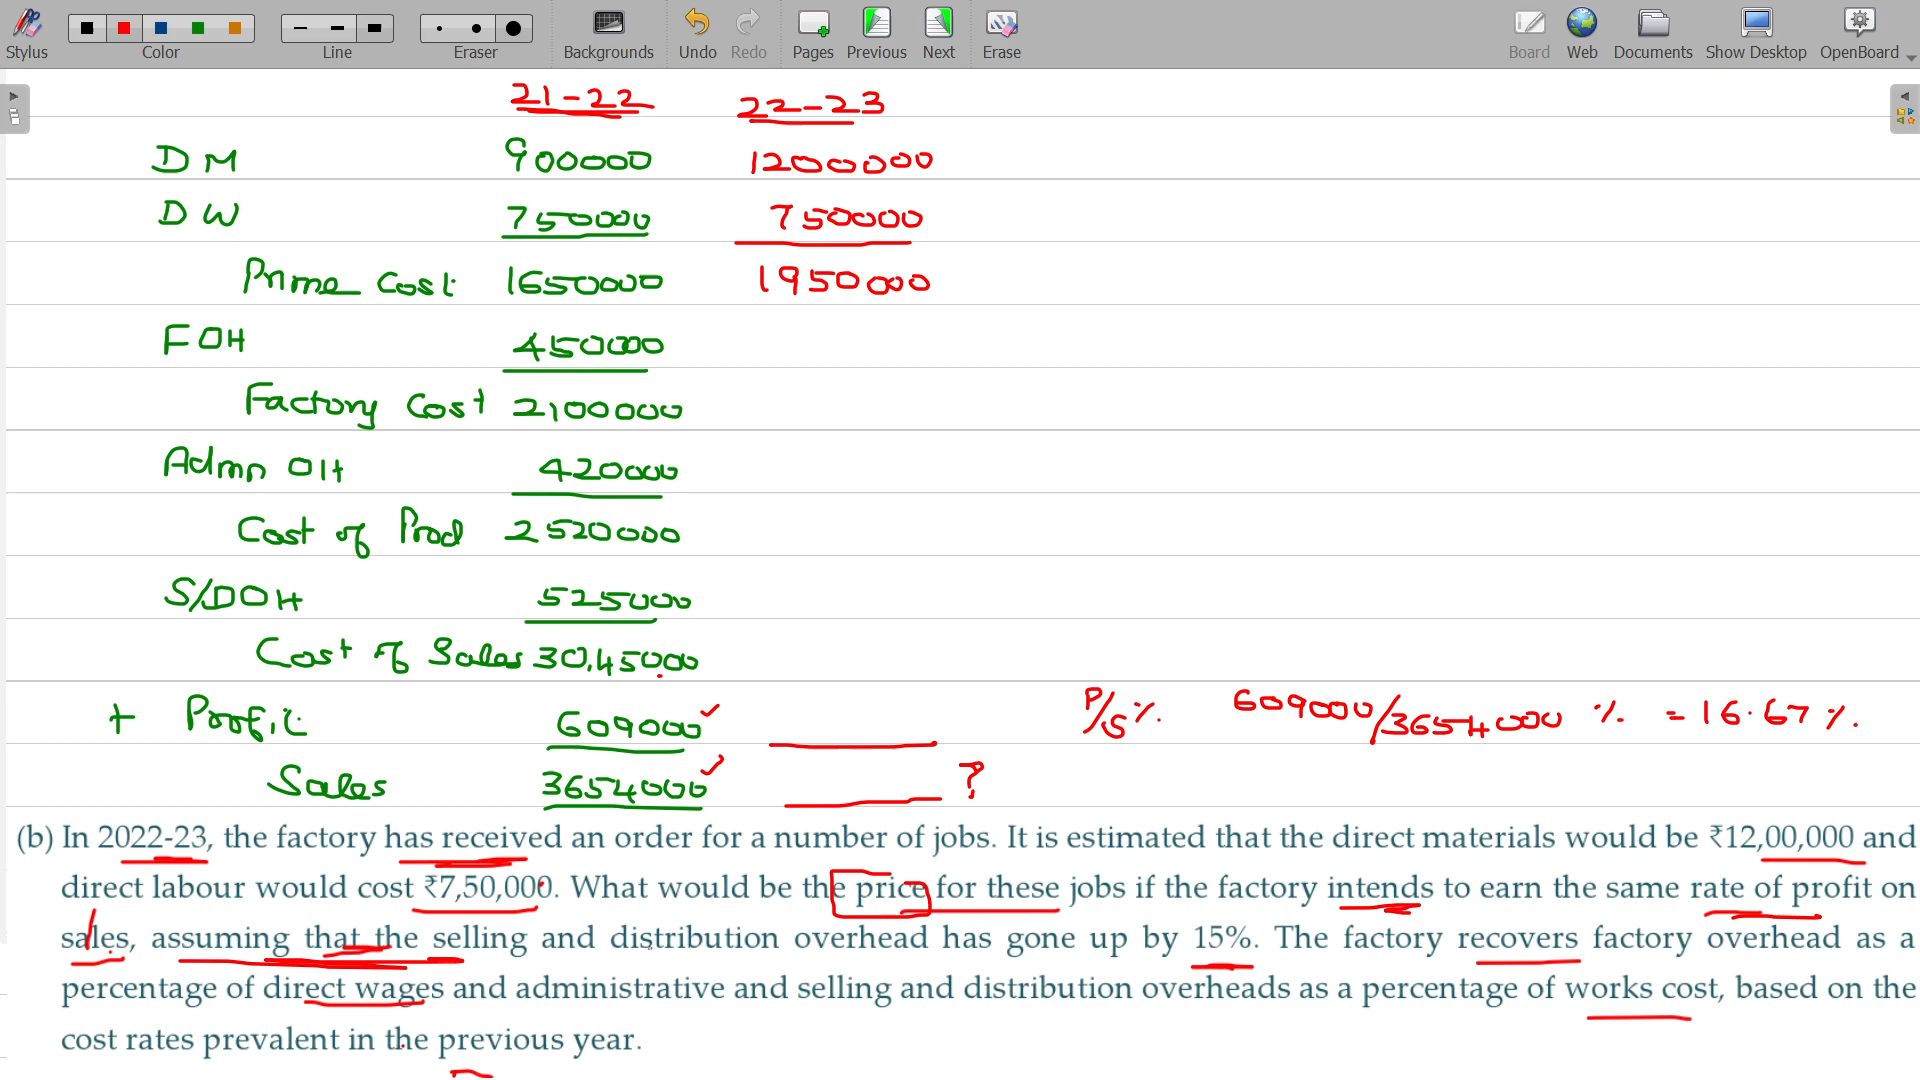 Stylus Color Line Eraser Backgrounds Undo Redo Pages Previous Next Erase Board Web Documents Show Desktop OpenBoard
21-22 22-23
DM 900000 1200000
DW 750000 750000
Prime Cost 1650000 1950000
FOH 450000
Factory Cost 2100000
Admn OH 420000
Cost of Prod 2520000
S/DOH 525000
Cost of Sales 30,45000
+ Profit 609000 ✓ P/S % 609000/3654000 % = 16.67 %.
Sales 3654000 ✓ ?
(b) In 2022-23, the factory has received an order for a number of jobs. It is estimated that the direct materials would be ₹12,00,000 and
direct labour would cost ₹7,50,000. What would be the price for these jobs if the factory intends to earn the same rate of profit on
sales, assuming that the selling and distribution overhead has gone up by 15%. The factory recovers factory overhead as a
percentage of direct wages and administrative and selling and distribution overheads as a percentage of works cost, based on the
cost rates prevalent in the previous year.